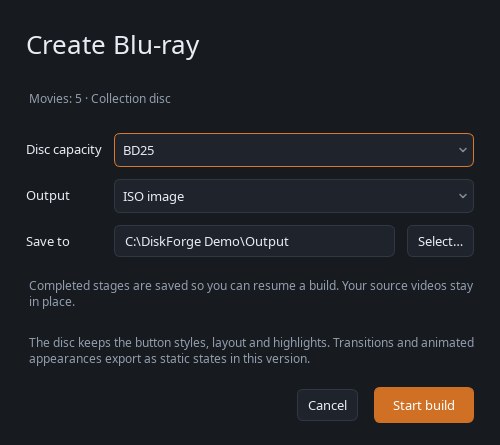 Create Blu-ray
Movies: 5 · Collection disc
Disc capacity
BD25
Output
ISO image
Save to
C:\DiskForge Demo\Output
Select...
Completed stages are saved so you can resume a build. Your source videos stay
in place.
The disc keeps the button styles, layout and highlights. Transitions and animated
appearances export as static states in this version.
Cancel
Start build